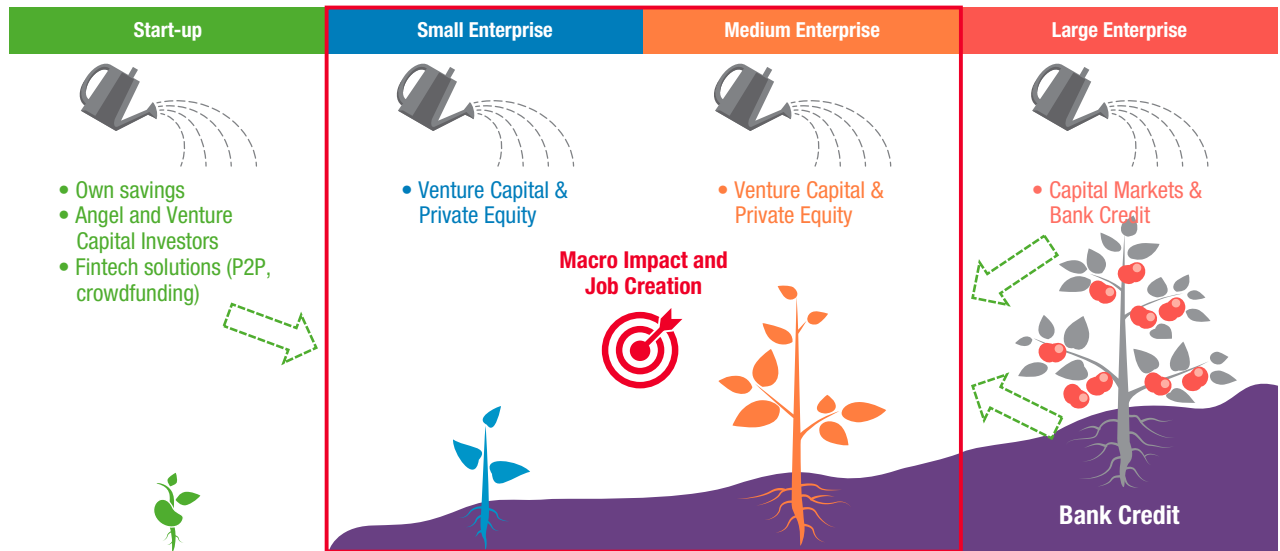 Start-up
Small Enterprise
Medium Enterprise
Large Enterprise
• Own savings
• Angel and Venture
Capital Investors
• Fintech solutions (P2P,
crowdfunding)
• Venture Capital &
Private Equity
• Venture Capital &
Private Equity
• Capital Markets &
Bank Credit
Macro Impact and
Job Creation
Bank Credit